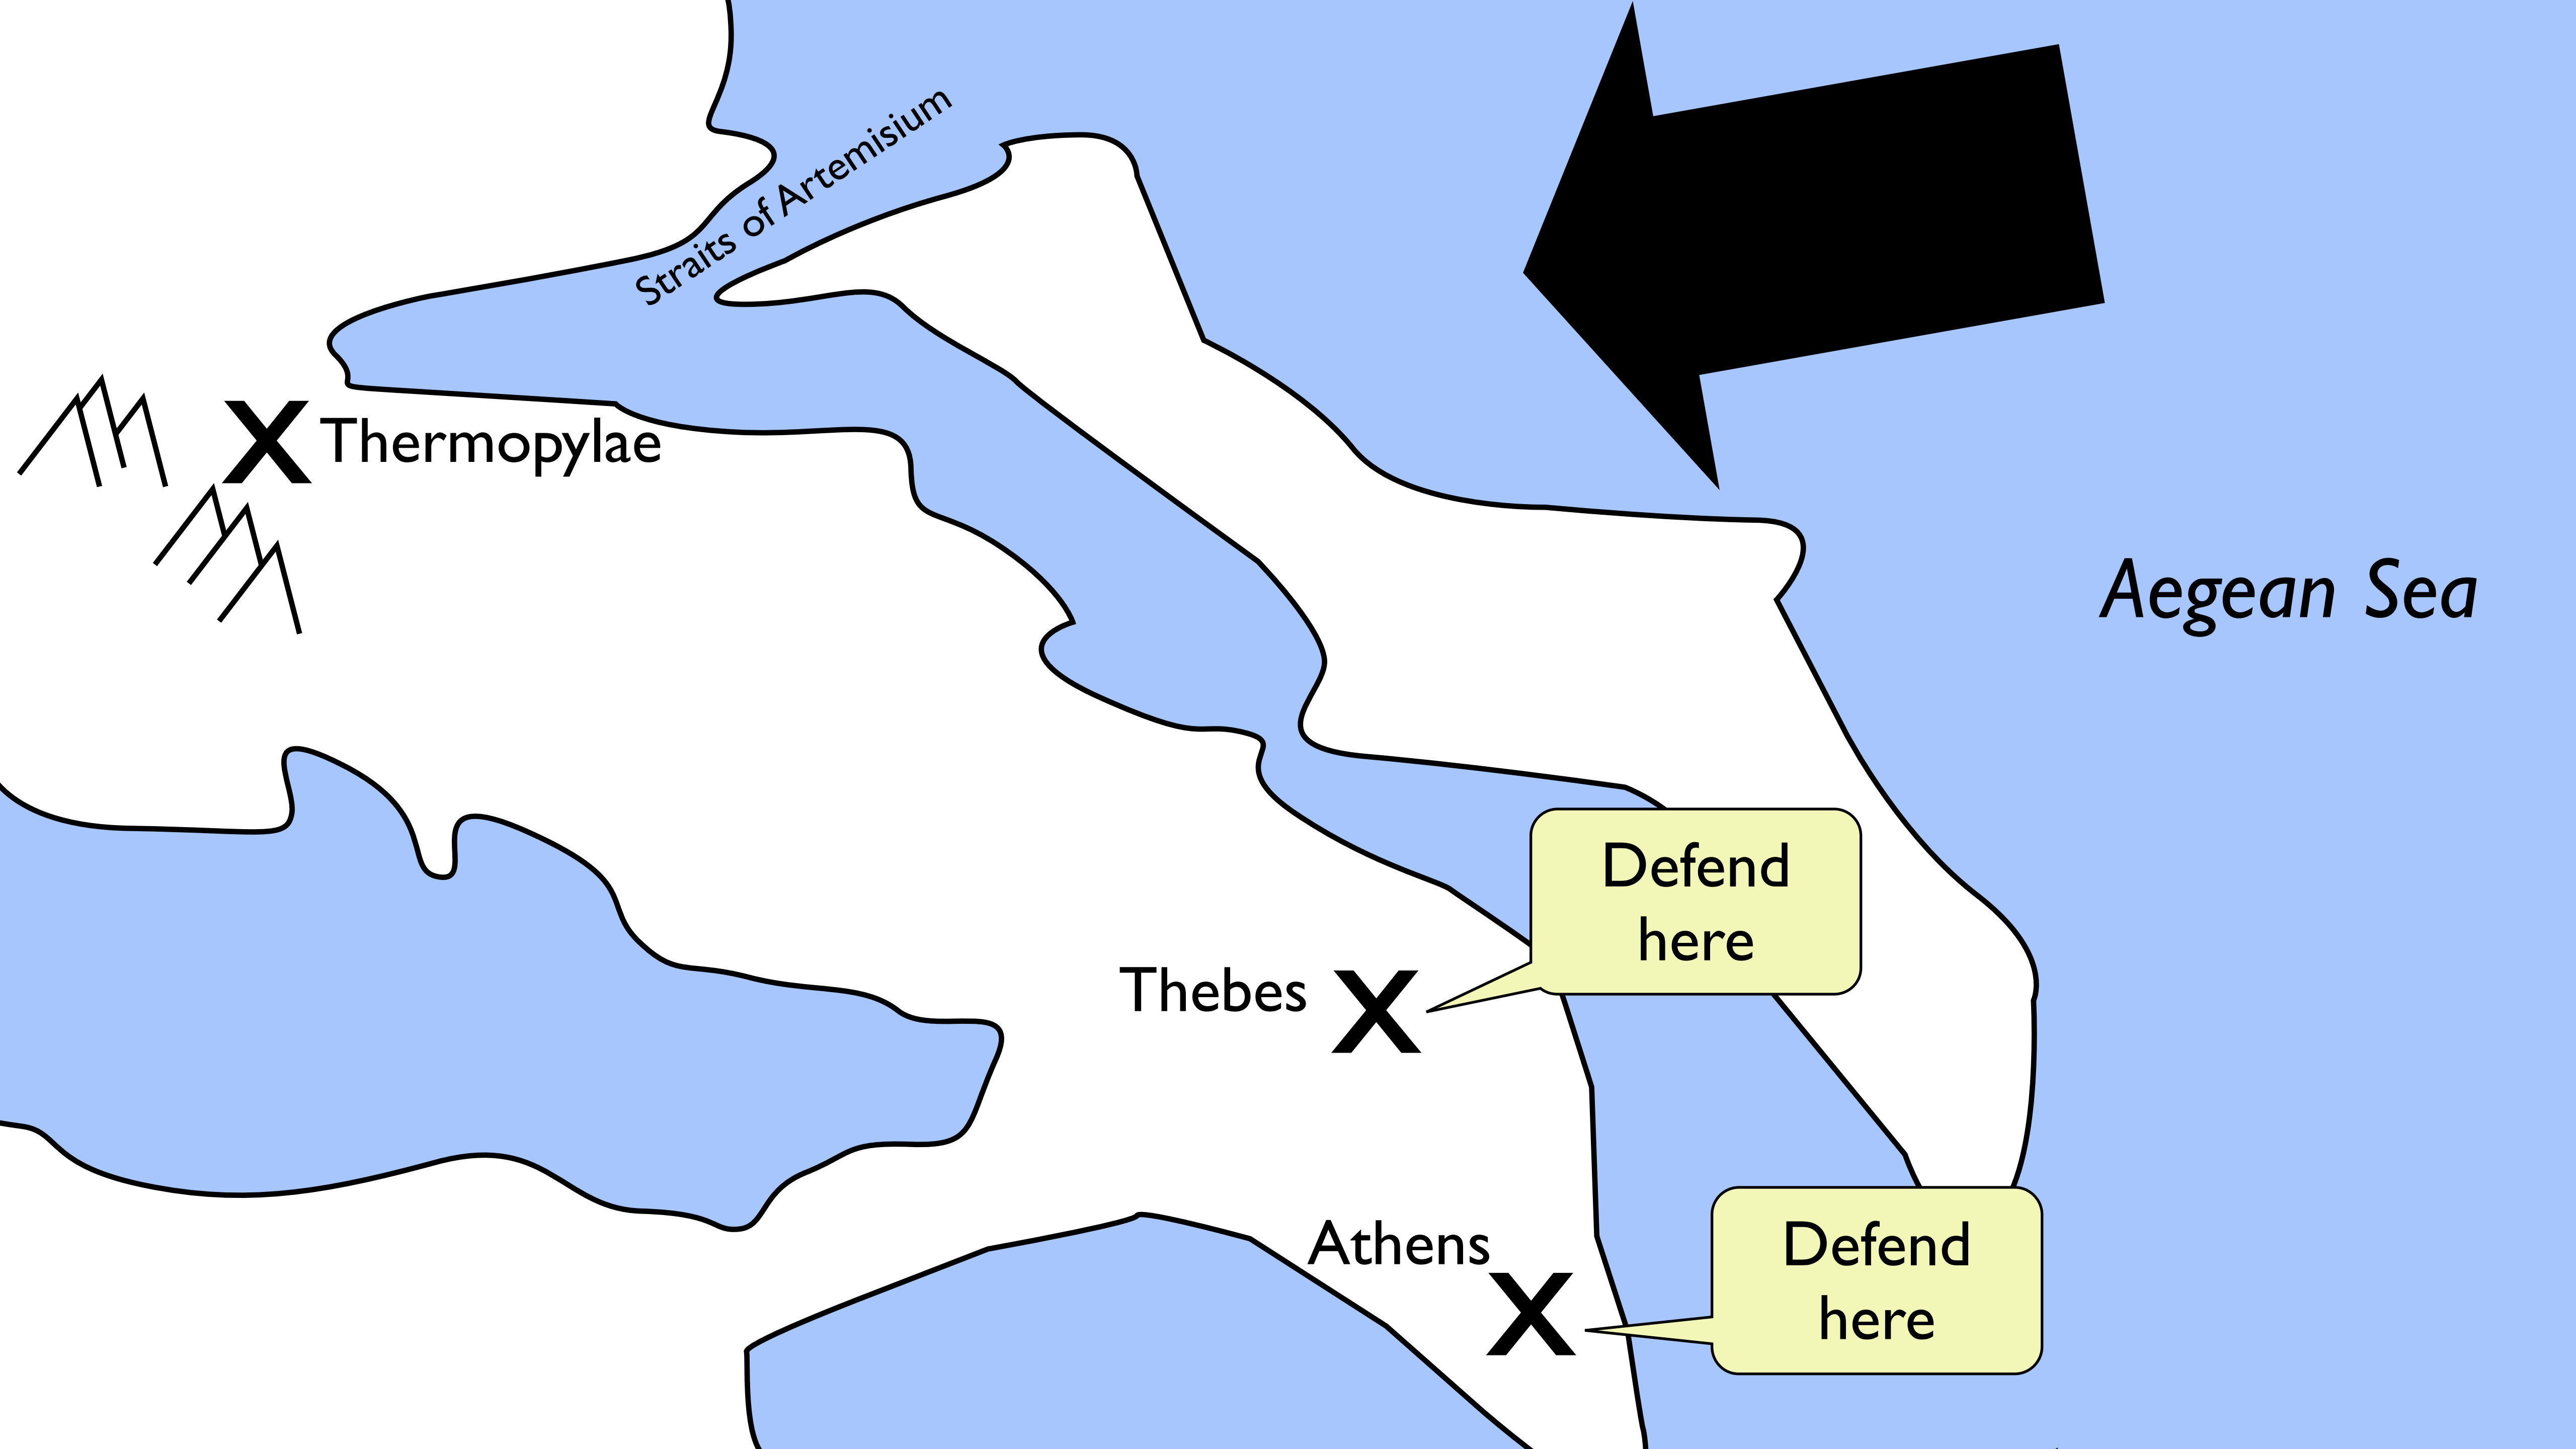 Straits of Artemisium
Thermopylae
Aegean Sea
Defend
here
Thebes
Athens
Defend
here